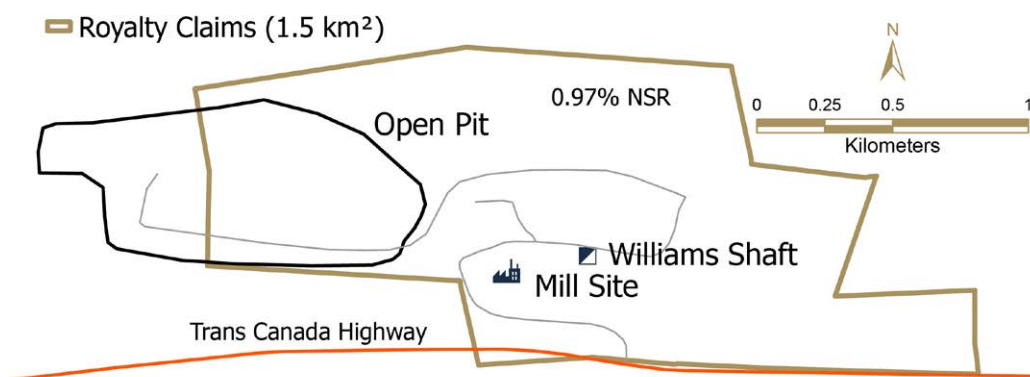 Royalty Claims (1.5 km²)
N
0.97% NSR
0 0.25 0.5 1
Kilometers
Open Pit
Williams Shaft
Mill Site
Trans Canada Highway